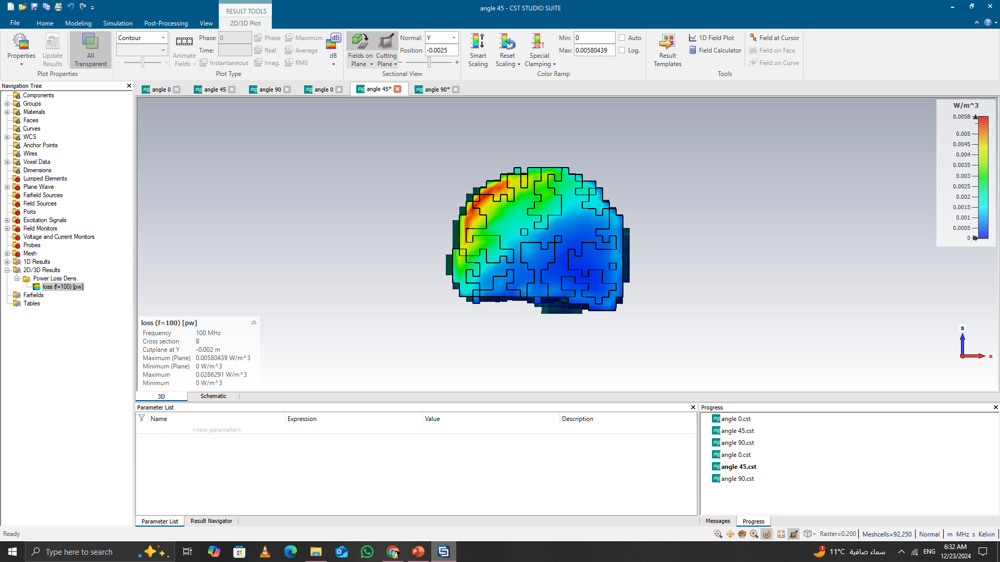 angle 45 - CST STUDIO SUITE
RESULT TOOLS
File Home Modeling Simulation Post-Processing View 2D/3D Plot
Properties
Update Results
All Transparent
Plot Properties
Contour
Animate Fields
Phase: 0
Time:
Phase Maximum
Real Average
Instantaneous Imag. RMS
dB
dB
Plot Type
Fields on Plane
Cutting Plane
Normal: Y
Position: -0.0025
Sectional View
Smart Scaling
Reset Scaling
Special Clamping
Min: 0 Auto
Max: 0.00580439 Log.
Color Ramp
Result Templates
1D Field Plot
Field Calculator
Field at Cursor
Field on Face
Field on Curve
Tools
Navigation Tree
Components
Groups
Materials
Faces
Curves
WCS
Anchor Points
Wires
Voxel Data
Dimensions
Lumped Elements
Plane Wave
Farfield Sources
Field Sources
Ports
Excitation Signals
Field Monitors
Voltage and Current Monitors
Probes
Mesh
1D Results
2D/3D Results
Power Loss Dens.
loss (f=100) [pw]
Farfields
Tables
angle 0 angle 45 angle 90 angle 0 angle 45* angle 90*
W/m^3
0.0058
0.005
0.0045
0.004
0.0035
0.003
0.0025
0.002
0.0015
0.001
0.0005
0
z
x
loss (f=100) [pw]
Frequency 100 MHz
Cross section B
Cutplane at Y -0.002 m
Maximum (Plane) 0.00580439 W/m^3
Minimum (Plane) 0 W/m^3
Maximum 0.0286291 W/m^3
Minimum 0 W/m^3
3D Schematic
Parameter List
Name Expression Value Description
<new parameter>
Parameter List Result Navigator
Progress
angle 0.cst
angle 45.cst
angle 90.cst
angle 0.cst
angle 45.cst
angle 90.cst
Messages Progress
Ready
Raster=0.200 Meshcells=92,250 Normal m MHz s Kelvin
Type here to search
1
11°C سماء صافية
ENG
6:32 AM
12/23/2024